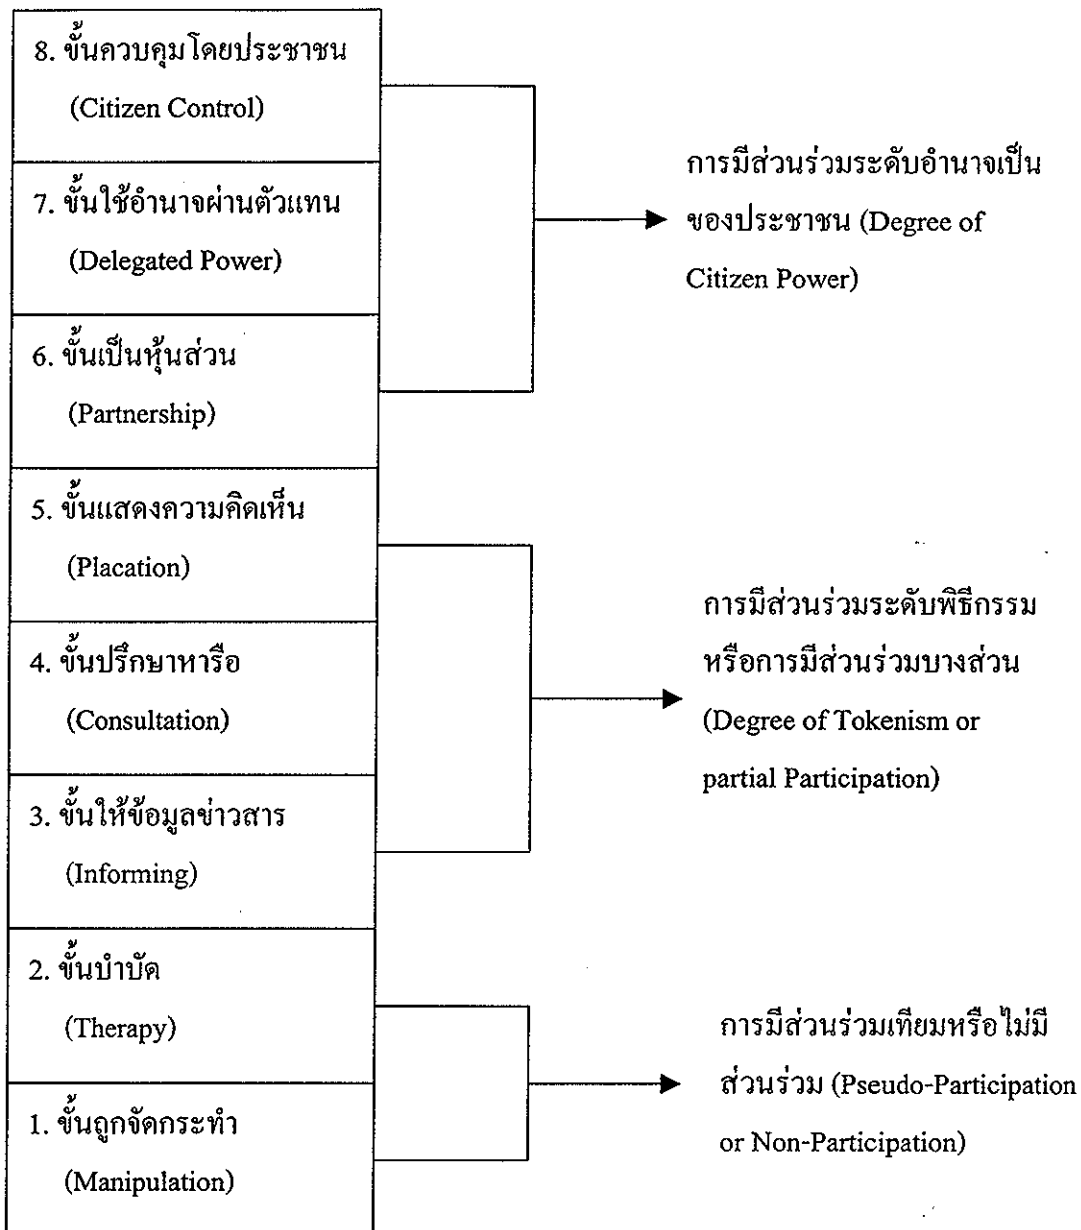 8. ขั้นควบคุมโดยประชาชน
(Citizen Control)
7. ขั้นใช้อำนาจผ่านตัวแทน
(Delegated Power)
6. ขั้นเป็นหุ้นส่วน
(Partnership)
5. ขั้นแสดงความคิดเห็น
(Placation)
4. ขั้นปรึกษาหารือ
(Consultation)
3. ขั้นให้ข้อมูลข่าวสาร
(Informing)
2. ขั้นบำบัด
(Therapy)
1. ขั้นถูกจัดกระทำ
(Manipulation)
การมีส่วนร่วมระดับอำนาจเป็น
ของประชาชน (Degree of
Citizen Power)
การมีส่วนร่วมระดับพิธีกรรม
หรือการมีส่วนร่วมบางส่วน
(Degree of Tokenism or
partial Participation)
การมีส่วนร่วมเทียมหรือไม่มี
ส่วนร่วม (Pseudo-Participation
or Non-Participation)